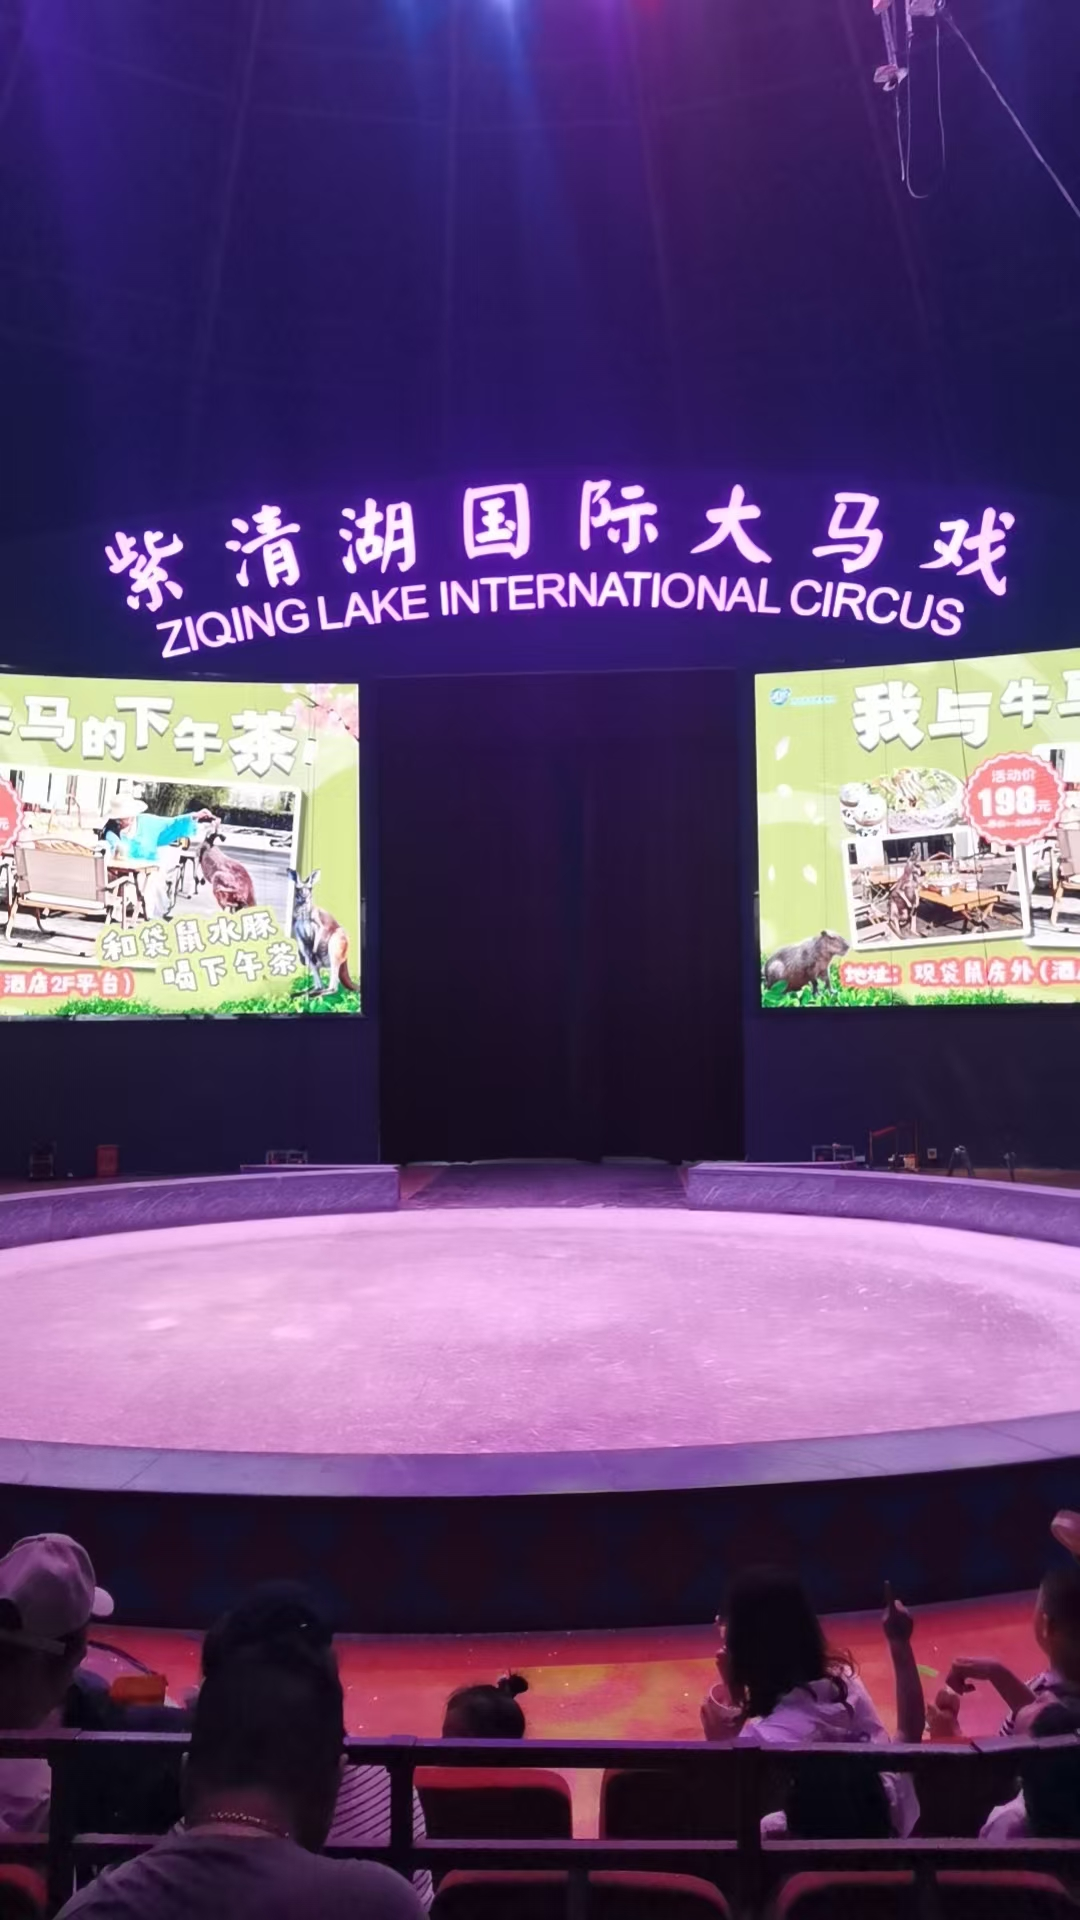 紫清湖国际大马戏
ZIQING LAKE INTERNATIONAL CIRCUS
马的下午茶
元
和袋鼠水豚
喝下午茶
(酒店2F平台)
我与牛马
活动价
198元
地址：观袋鼠房外(酒